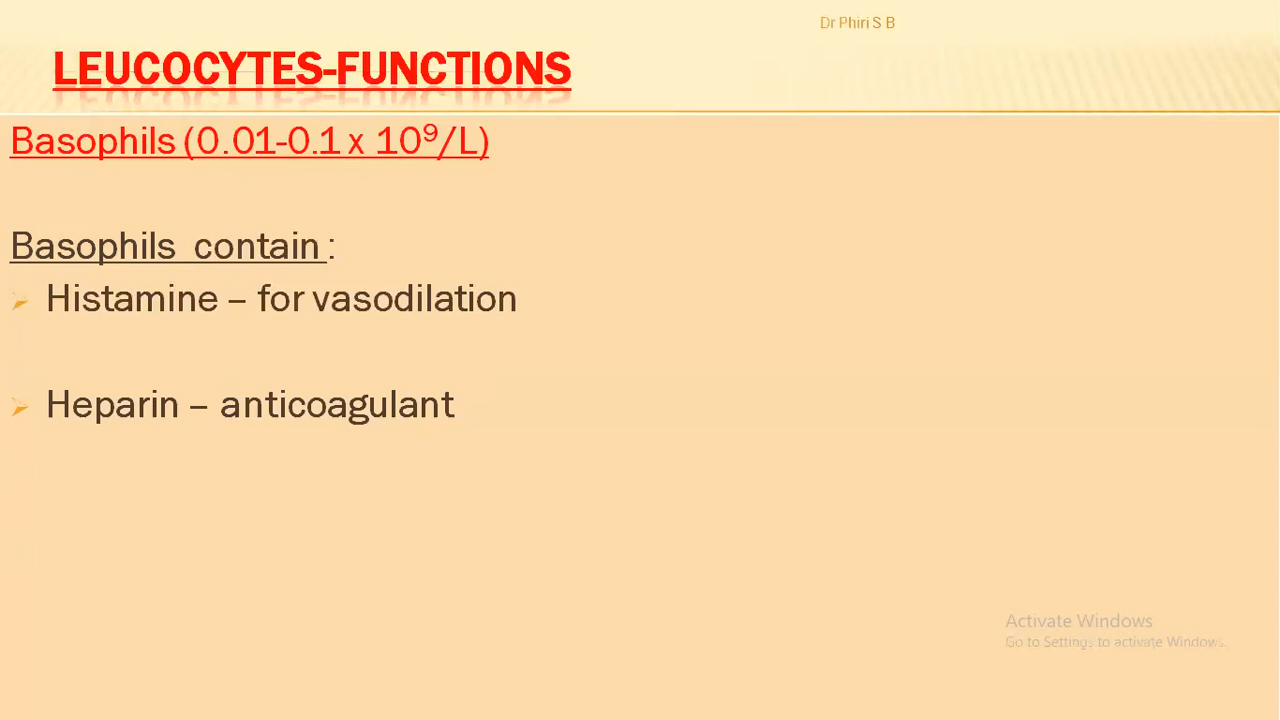 Dr Phiri S B
LEUCOCYTES-FUNCTIONS
Basophils (0.01-0.1 x 10⁹/L)
Basophils contain :
Histamine – for vasodilation
Heparin – anticoagulant
Activate Windows
Go to Settings to activate Windows.